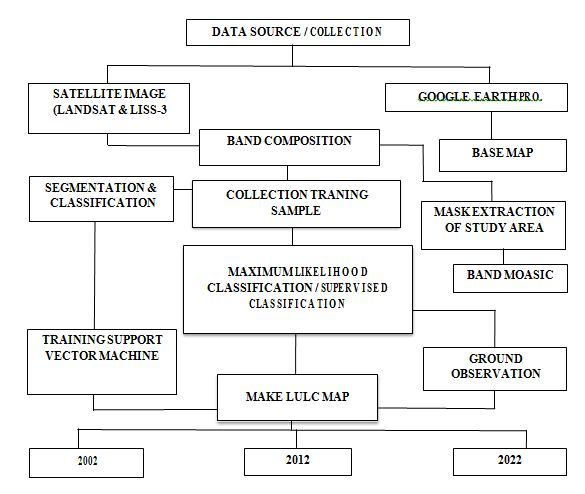 DATA SOURCE / COLLECTION
SATELLITE IMAGE
(LANDSAT & LISS-3
GOOGLE EARTH PRO.
BAND COMPOSITION
BASE MAP
SEGMENTATION &
CLASSIFICATION
COLLECTION TRANING
SAMPLE
MASK EXTRACTION
OF STUDY AREA
MAXIMUM LIKELIHOOD
CLASSIFICATION / SUPERVISED
CLASSIFICATION
BAND MOASIC
TRAINING SUPPORT
VECTOR MACHINE
GROUND
OBSERVATION
MAKE LULC MAP
2002
2012
2022